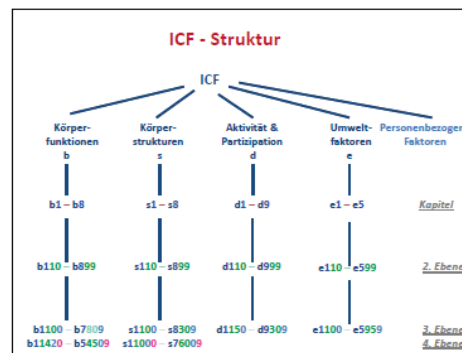 ICF - Struktur
ICF
Körper-
funktionen
b
Körper-
strukturen
s
Aktivität &
Partizipation
d
Umwelt-
faktoren
e
Personenbezogen
Faktoren
b1 – b8 s1 – s8 d1 – d9 e1 – e5 Kapitel
b110 – b899 s110 – s899 d110 – d999 e110 – e599 2. Ebene
b1100 – b7809 s1100 – s8309 d1150 – d9309 e1100 – e5959 3. Ebene
b11420 – b54509 s11000 – s76009 4. Ebene